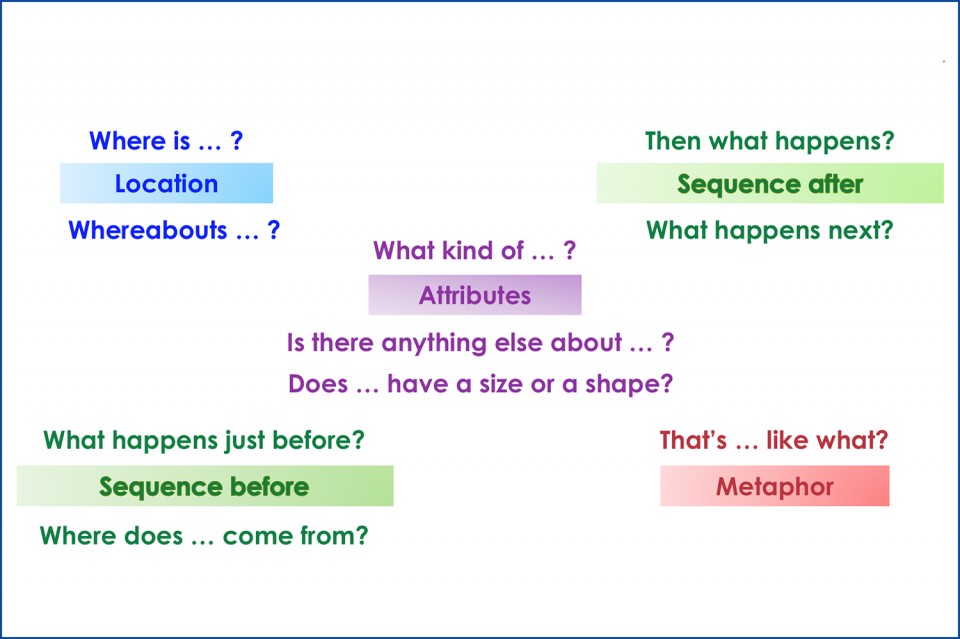 Where is … ?
Location
Whereabouts … ?
Then what happens?
Sequence after
What happens next?
What kind of … ?
Attributes
Is there anything else about … ?
Does … have a size or a shape?
What happens just before?
Sequence before
Where does … come from?
That’s … like what?
Metaphor